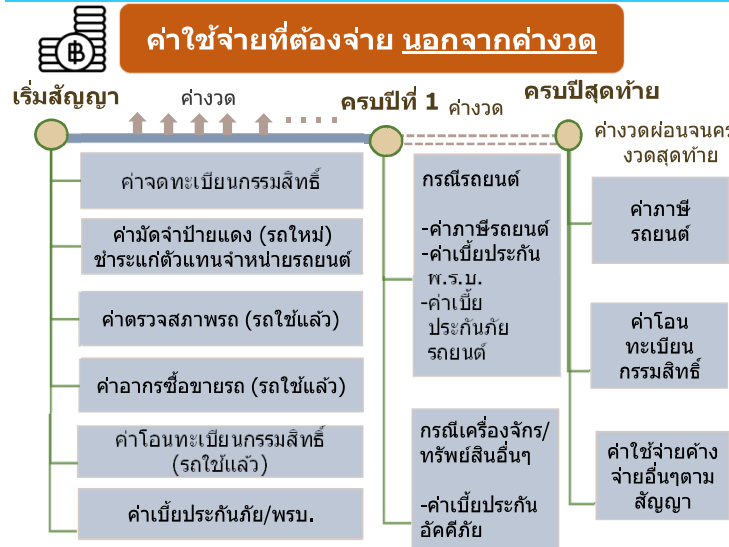 ฿
ค่าใช้จ่ายที่ต้องจ่าย นอกจากค่างวด
เริ่มสัญญา
ค่างวด
ครบปีที่ 1
ค่างวด
ครบปีสุดท้าย
ค่างวดผ่อนจนคร
งวดสุดท้าย
ค่าจดทะเบียนกรรมสิทธิ์
ค่ามัดจำป้ายแดง (รถใหม่)
ชำระแก่ตัวแทนจำหน่ายรถยนต์
ค่าตรวจสภาพรถ (รถใช้แล้ว)
ค่าอากรซื้อขายรถ (รถใช้แล้ว)
ค่าโอนทะเบียนกรรมสิทธิ์
(รถใช้แล้ว)
ค่าเบี้ยประกันภัย/พรบ.
กรณีรถยนต์
-ค่าภาษีรถยนต์
-ค่าเบี้ยประกัน
พ.ร.บ.
-ค่าเบี้ย
ประกันภัย
รถยนต์
กรณีเครื่องจักร/
ทรัพย์สินอื่นๆ
-ค่าเบี้ยประกัน
อัคคีภัย
ค่าภาษี
รถยนต์
ค่าโอน
ทะเบียน
กรรมสิทธิ์
ค่าใช้จ่ายค้าง
จ่ายอื่นๆตาม
สัญญา